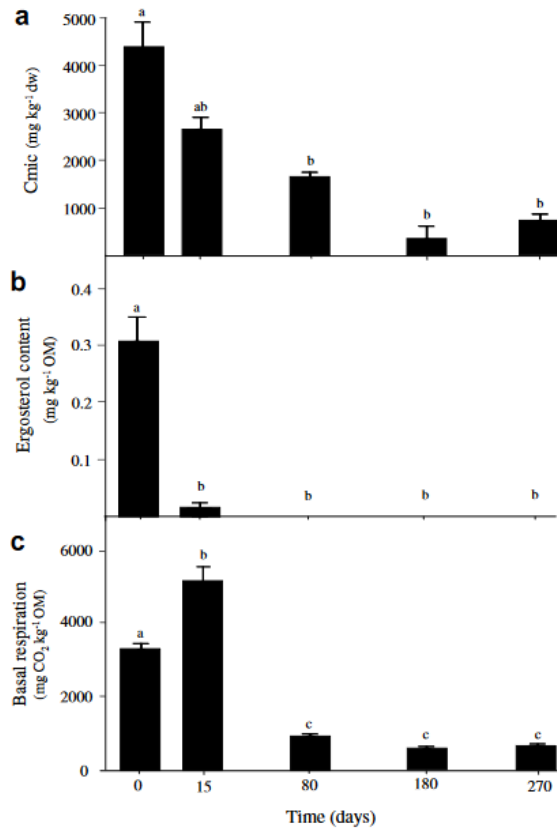 a
5000
4000
3000
2000
1000
Cmic (mg kg⁻¹ dw)
a
ab
b
b
b
b
0.4
0.3
0.2
0.1
Ergosterol content
(mg kg⁻¹ OM)
a
b
b
b
b
c
6000
4000
2000
0
Basal respiration
(mg CO₂ kg⁻¹ OM)
a
b
c
c
c
0 15 80 180 270
Time (days)